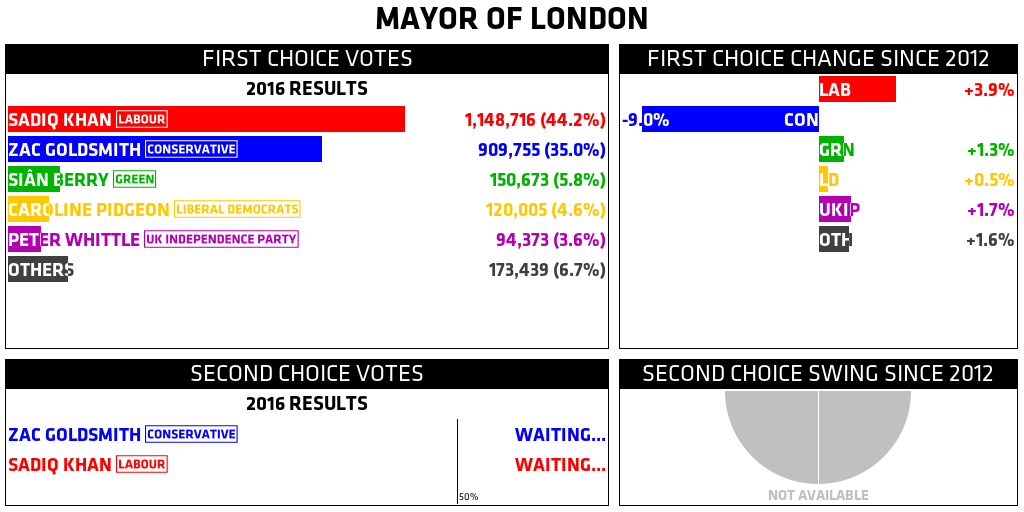 MAYOR OF LONDON
FIRST CHOICE VOTES
2016 RESULTS
SADIQ KHAN LABOUR 1,148,716 (44.2%)
ZAC GOLDSMITH CONSERVATIVE 909,755 (35.0%)
SIÂN BERRY GREEN 150,673 (5.8%)
CAROLINE PIDGEON LIBERAL DEMOCRATS 120,005 (4.6%)
PETER WHITTLE UK INDEPENDENCE PARTY 94,373 (3.6%)
OTHERS 173,439 (6.7%)
FIRST CHOICE CHANGE SINCE 2012
LAB +3.9%
-9.0% CON
GRN +1.3%
LD +0.5%
UKIP +1.7%
OTH +1.6%
SECOND CHOICE VOTES
2016 RESULTS
ZAC GOLDSMITH CONSERVATIVE WAITING...
SADIQ KHAN LABOUR WAITING...
50%
SECOND CHOICE SWING SINCE 2012
NOT AVAILABLE